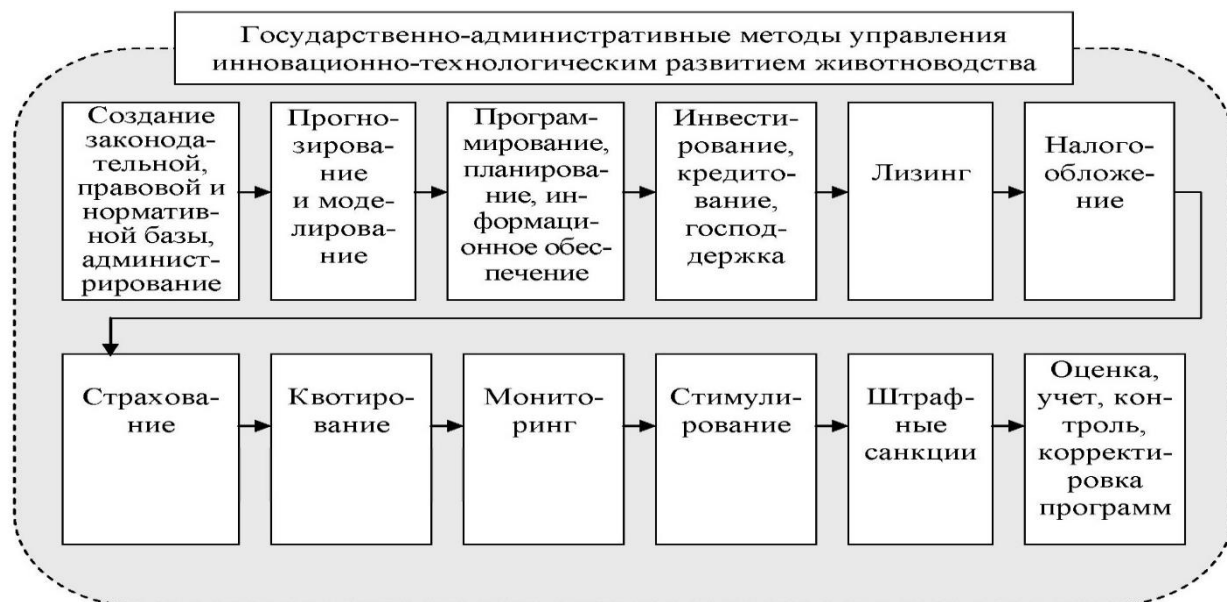 Государственно-административные методы управления
инновационно-технологическим развитием животноводства
Создание
законода-
тельной,
правовой и
норматив-
ной базы,
админист-
рирование
Прогно-
зирова-
ние
и моде-
лирова-
ние
Програм-
мирование,
планирова-
ние, ин-
формаци-
онное обес-
печение
Инвести-
рование,
кредито-
вание,
господ-
держка
Лизинг
Налого-
обложе-
ние
Страхова-
ние
Квотиро-
вание
Монито-
ринг
Стимули-
рование
Штраф-
ные
санкции
Оценка,
учет, кон-
троль,
корректи-
ровка
программ